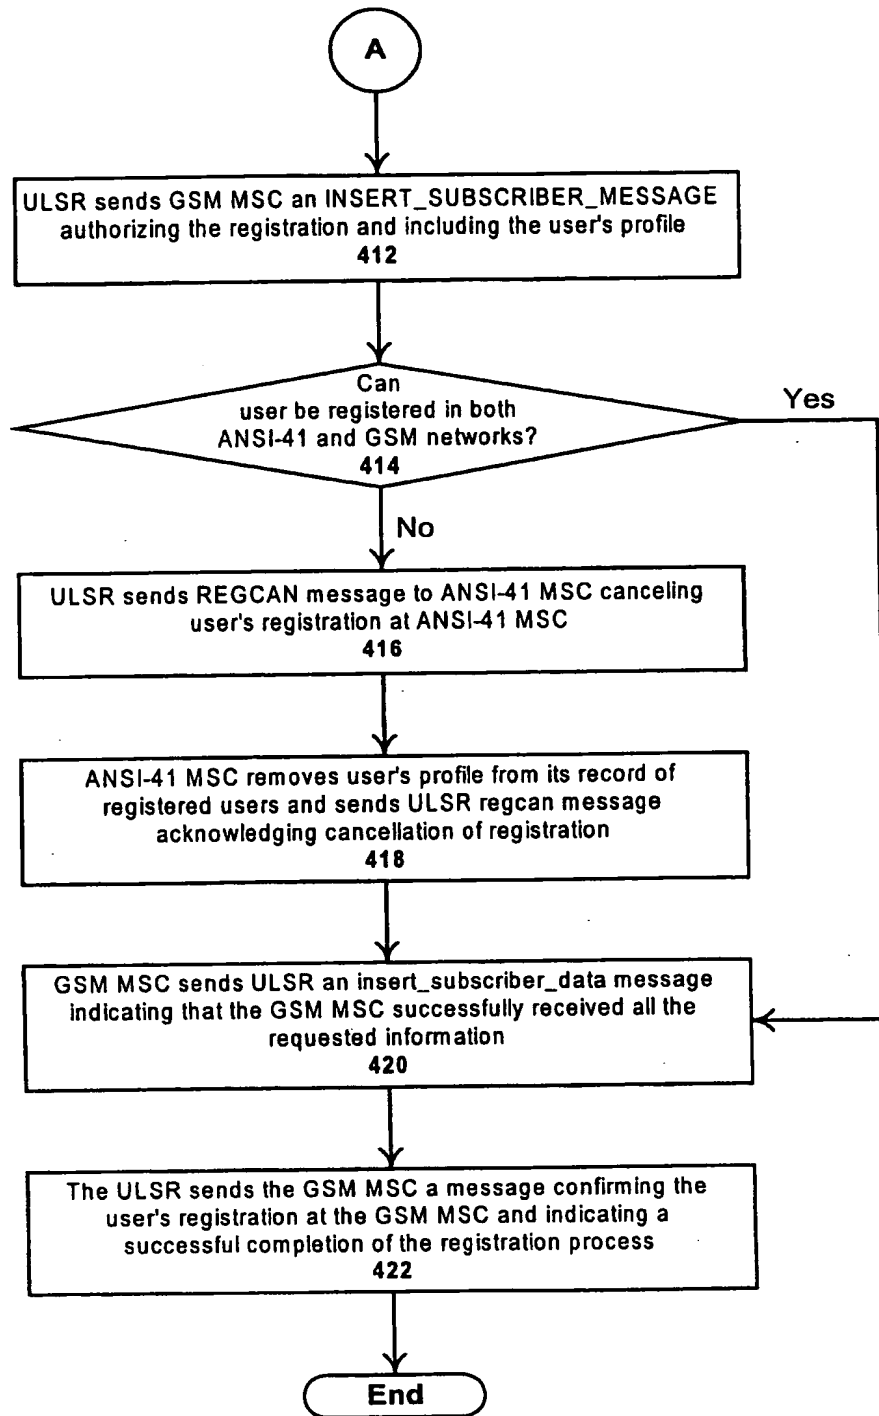 A
ULSR sends GSM MSC an INSERT_SUBSCRIBER_MESSAGE
authorizing the registration and including the user's profile
412
Can
user be registered in both
ANSI-41 and GSM networks?
414
Yes
No
ULSR sends REGCAN message to ANSI-41 MSC canceling
user's registration at ANSI-41 MSC
416
ANSI-41 MSC removes user's profile from its record of
registered users and sends ULSR regcan message
acknowledging cancellation of registration
418
GSM MSC sends ULSR an insert_subscriber_data message
indicating that the GSM MSC successfully received all the
requested information
420
The ULSR sends the GSM MSC a message confirming the
user's registration at the GSM MSC and indicating a
successful completion of the registration process
422
End